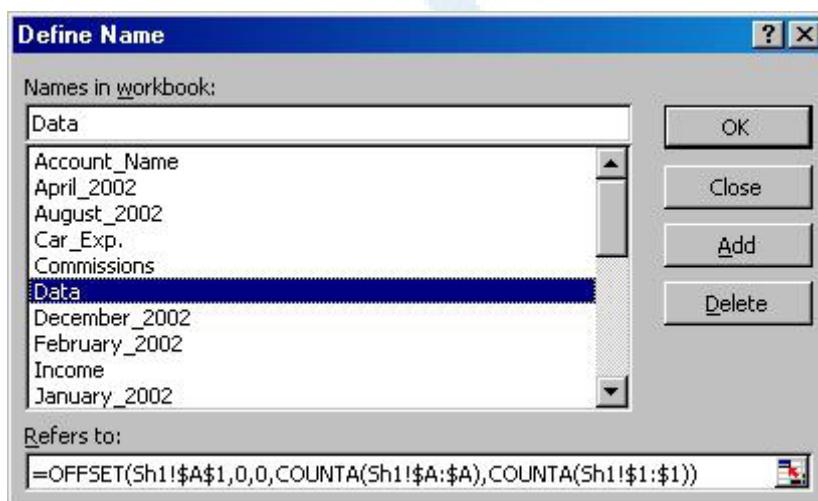 Define Name
Names in workbook:
Data
OK
Account_Name
April_2002
August_2002
Close
Car_Exp.
Commissions
Add
Data
December_2002
Delete
February_2002
Income
January_2002
Refers to:
=OFFSET(Sh1!$A$1,0,0,COUNTA(Sh1!$A:$A),COUNTA(Sh1!$1:$1))